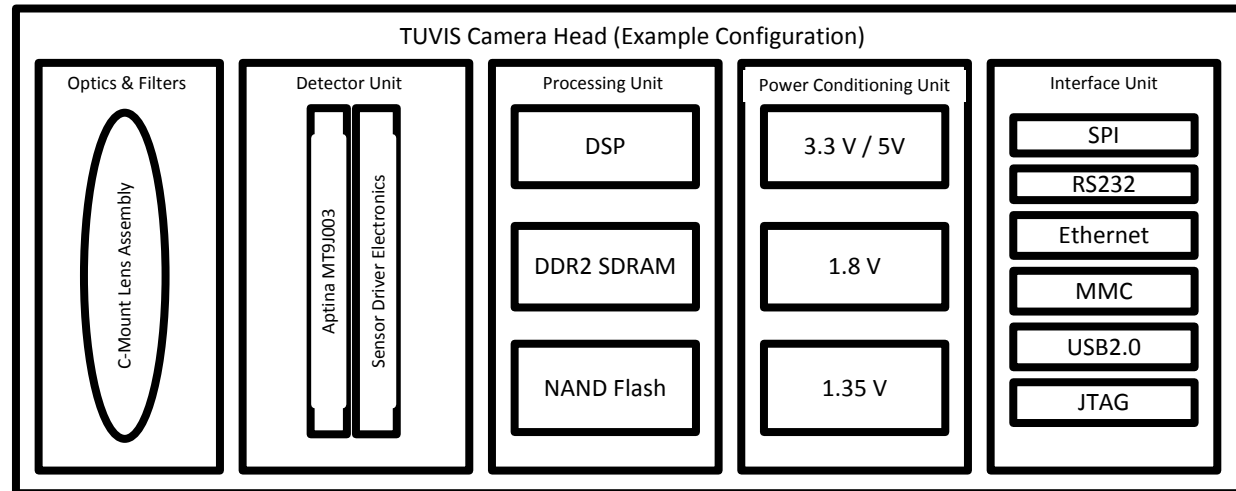 TUVIS Camera Head (Example Configuration)
Optics & Filters
C-Mount Lens Assembly
Detector Unit
Aptina MT9J003
Sensor Driver Electronics
Processing Unit
DSP
DDR2 SDRAM
NAND Flash
Power Conditioning Unit
3.3 V / 5V
1.8 V
1.35 V
Interface Unit
SPI
RS232
Ethernet
MMC
USB2.0
JTAG